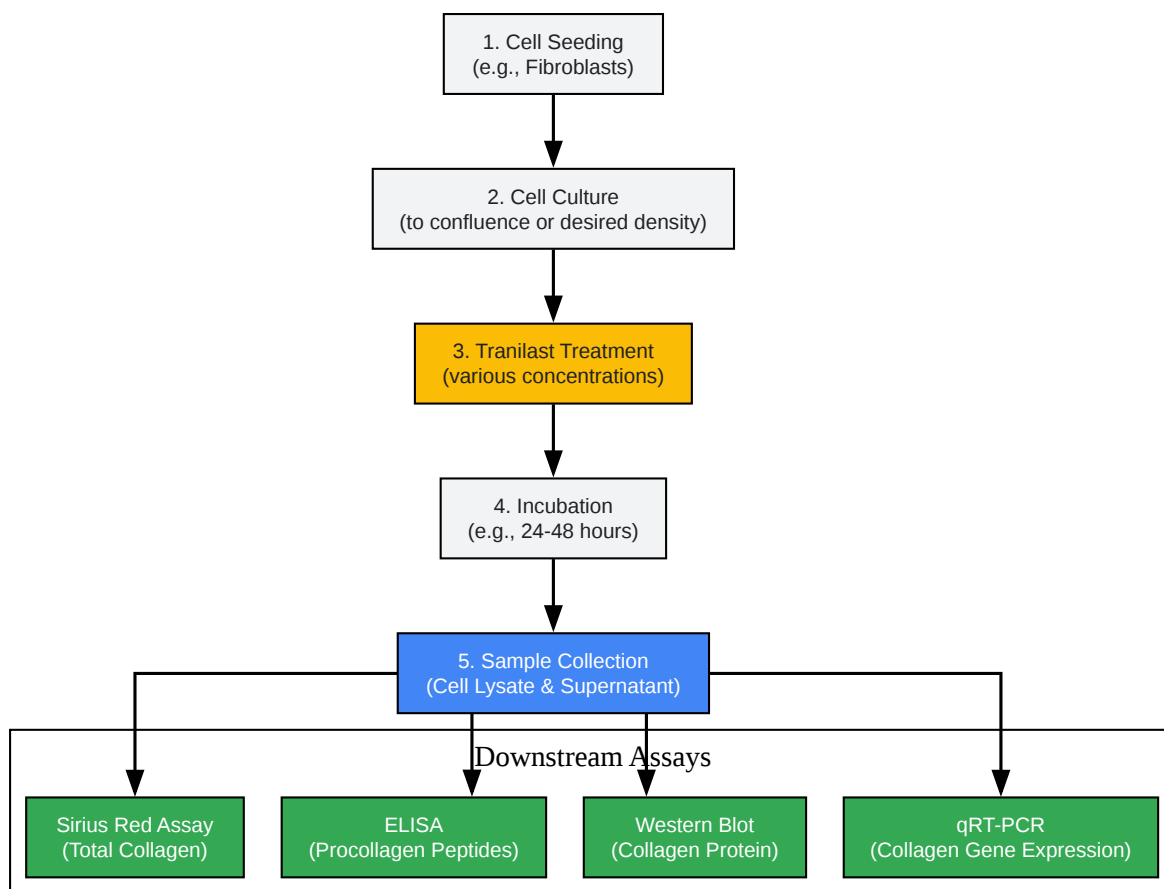 1. Cell Seeding
(e.g., Fibroblasts)
2. Cell Culture
(to confluence or desired density)
3. Tranilast Treatment
(various concentrations)
4. Incubation
(e.g., 24-48 hours)
5. Sample Collection
(Cell Lysate & Supernatant)
Downstream Assays
Sirius Red Assay
(Total Collagen)
ELISA
(Procollagen Peptides)
Western Blot
(Collagen Protein)
qRT-PCR
(Collagen Gene Expression)